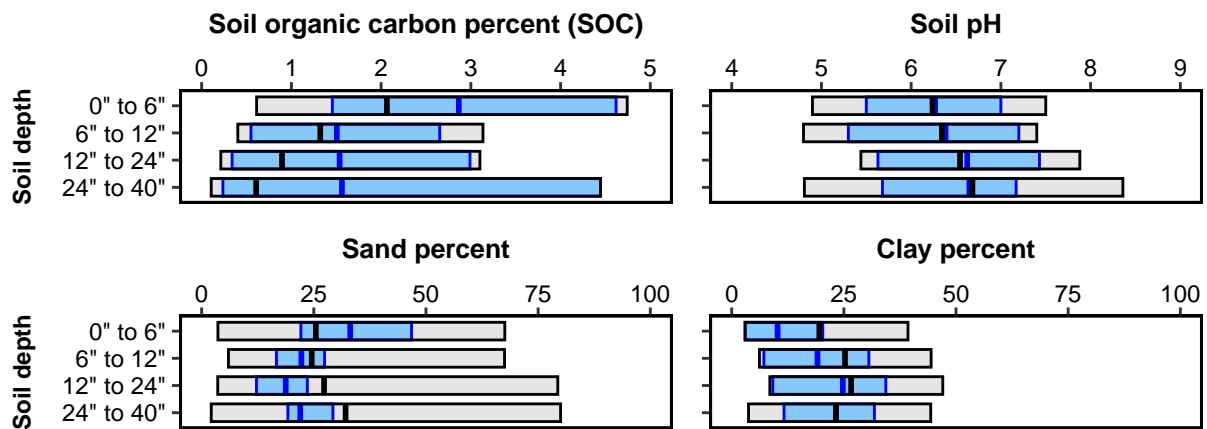 Soil organic carbon percent (SOC)
0 1 2 3 4 5
Soil depth
0" to 6"
6" to 12"
12" to 24"
24" to 40"
Soil pH
4 5 6 7 8 9
Sand percent
0 25 50 75 100
Soil depth
0" to 6"
6" to 12"
12" to 24"
24" to 40"
Clay percent
0 25 50 75 100